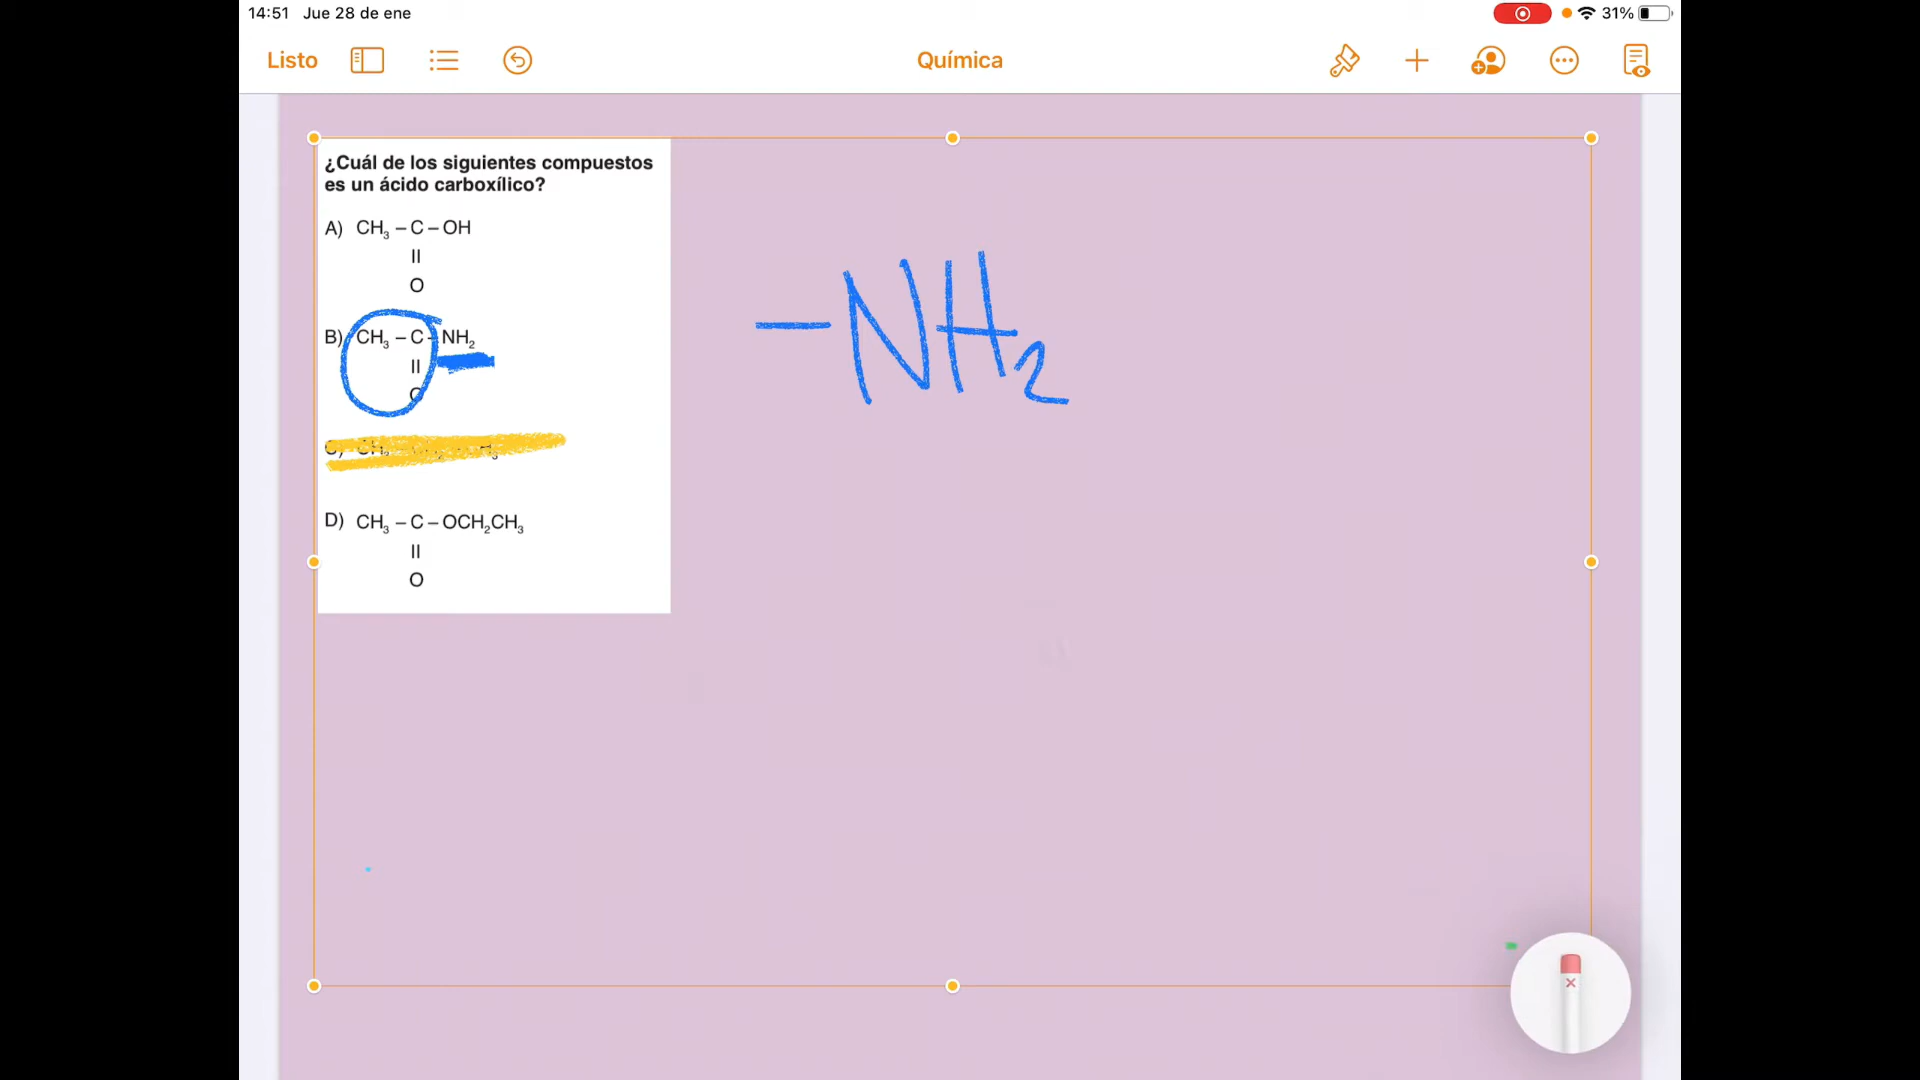 14:51 Jue 28 de ene
31%
Listo
Química
¿Cuál de los siguientes compuestos
es un ácido carboxílico?
A) CH₃ – C – OH
||
O
B) CH₃ – C – NH₂
||
O
C)
D) CH₃ – C – OCH₂CH₃
||
O
–NH₂